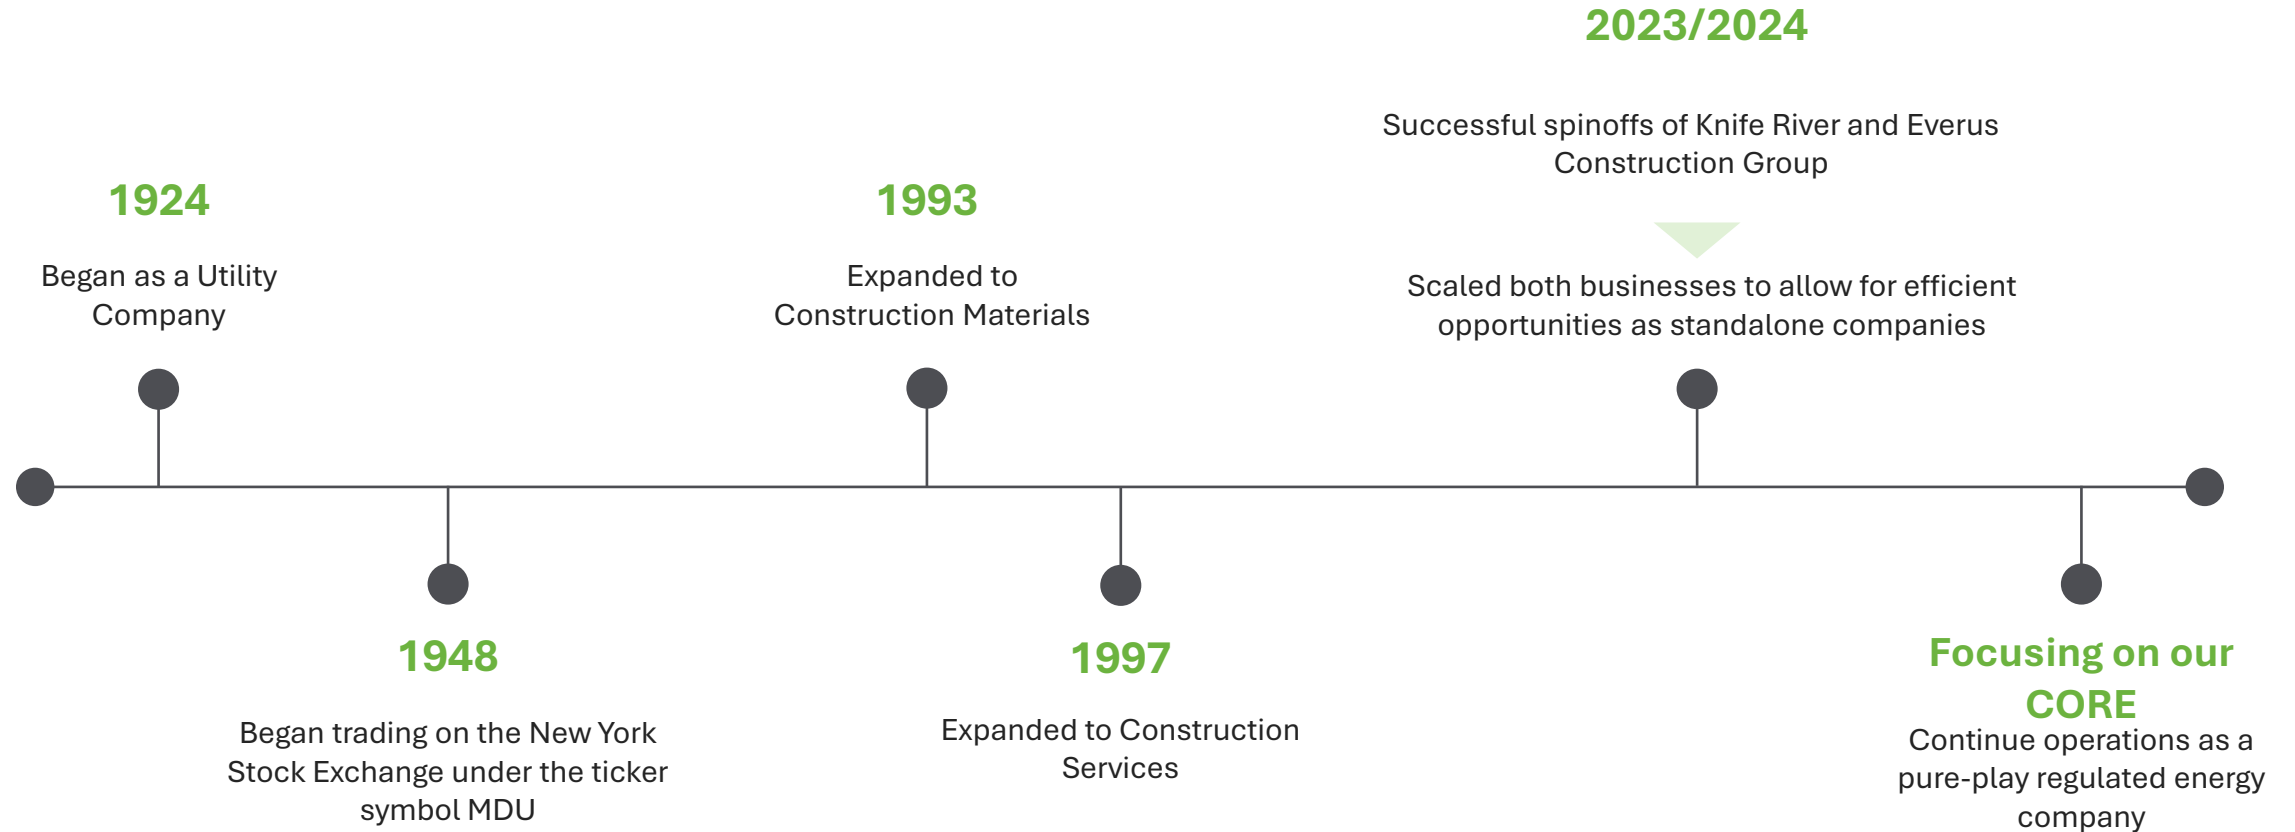 1924
Began as a Utility
Company
1948
Began trading on the New York
Stock Exchange under the ticker
symbol MDU
1993
Expanded to
Construction Materials
1997
Expanded to Construction
Services
2023/2024
Successful spinoffs of Knife River and Everus
Construction Group
Scaled both businesses to allow for efficient
opportunities as standalone companies
Focusing on our
CORE
Continue operations as a
pure-play regulated energy
company